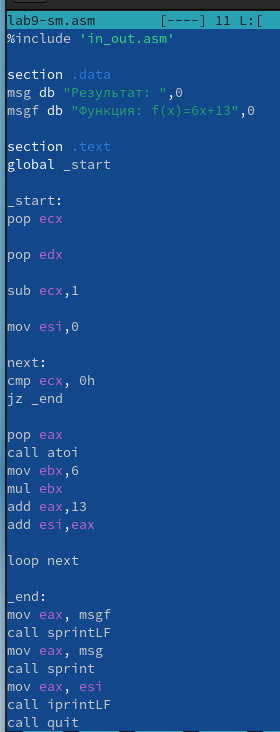 lab9-sm.asm [----] 11 L:[
%include 'in_out.asm'
section .data
msg db "Результат: ",0
msgf db "Функция: f(x)=6x+13",0
section .text
global _start
_start:
pop ecx
pop edx
sub ecx,1
mov esi,0
next:
cmp ecx, 0h
jz _end
pop eax
call atoi
mov ebx,6
mul ebx
add eax,13
add esi,eax
loop next
_end:
mov eax, msgf
call sprintLF
mov eax, msg
call sprint
mov eax, esi
call iprintLF
call quit